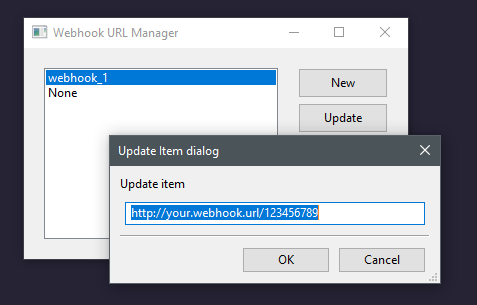 Webhook URL Manager
webhook_1
None
New
Update
Update Item dialog
Update item
http://your.webhook.url/123456789
OK
Cancel